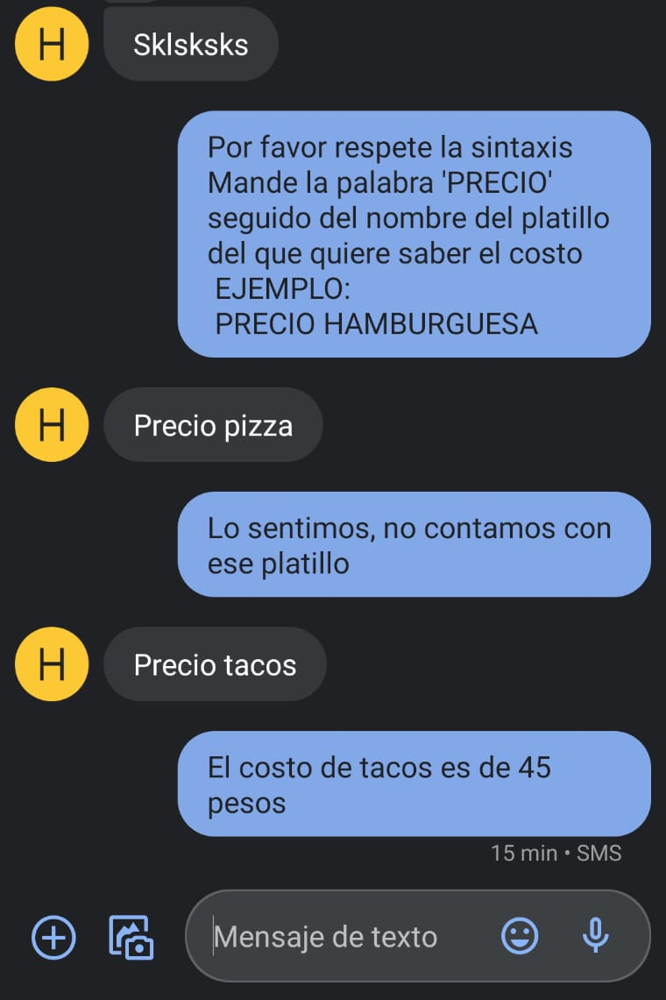 H
Sklsksks
Por favor respete la sintaxis
Mande la palabra 'PRECIO'
seguido del nombre del platillo
del que quiere saber el costo
EJEMPLO:
PRECIO HAMBURGUESA
H
Precio pizza
Lo sentimos, no contamos con
ese platillo
H
Precio tacos
El costo de tacos es de 45
pesos
15 min • SMS
Mensaje de texto